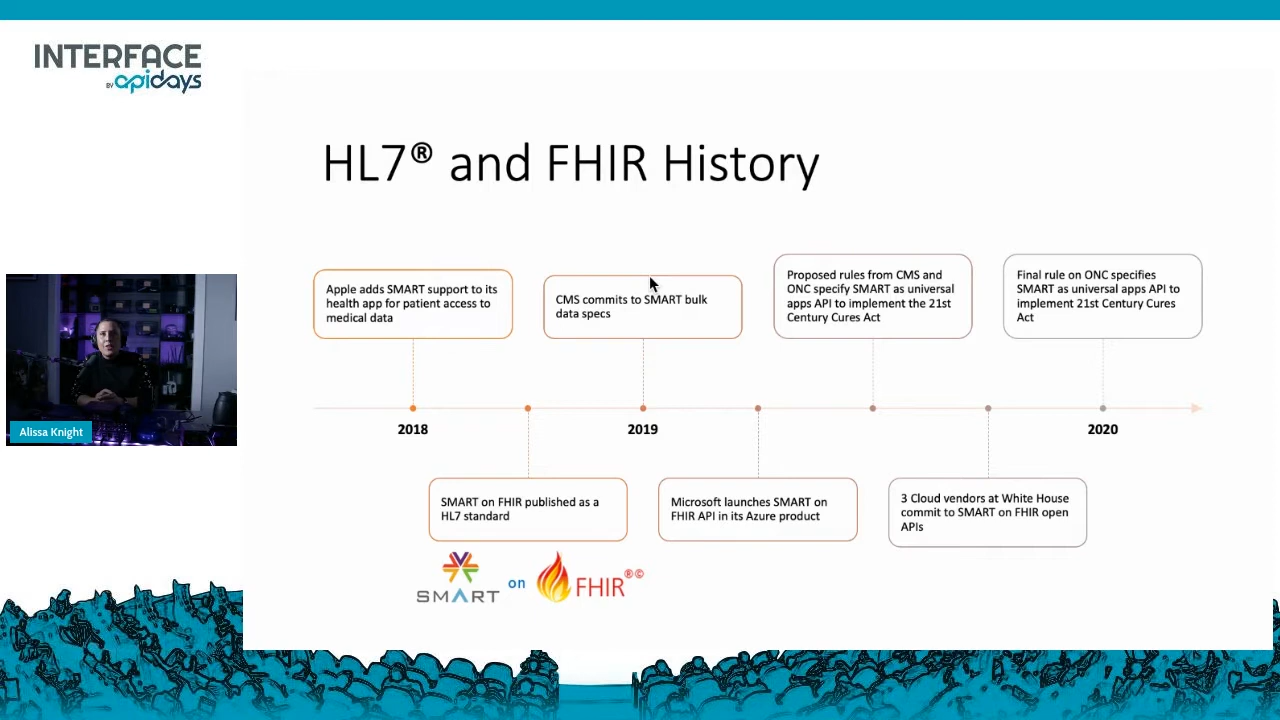 INTERFACE
BY apidays
HL7® and FHIR History
Apple adds SMART support to its
health app for patient access to
medical data
CMS commits to SMART bulk
data specs
Proposed rules from CMS and
ONC specify SMART as universal
apps API to implement the 21st
Century Cures Act
Final rule on ONC specifies
SMART as universal apps API to
implement 21st Century Cures
Act
2018
2019
2020
SMART on FHIR published as a
HL7 standard
Microsoft launches SMART on
FHIR API in its Azure product
3 Cloud vendors at White House
commit to SMART on FHIR open
APIs
SMART on FHIR®©
Alissa Knight